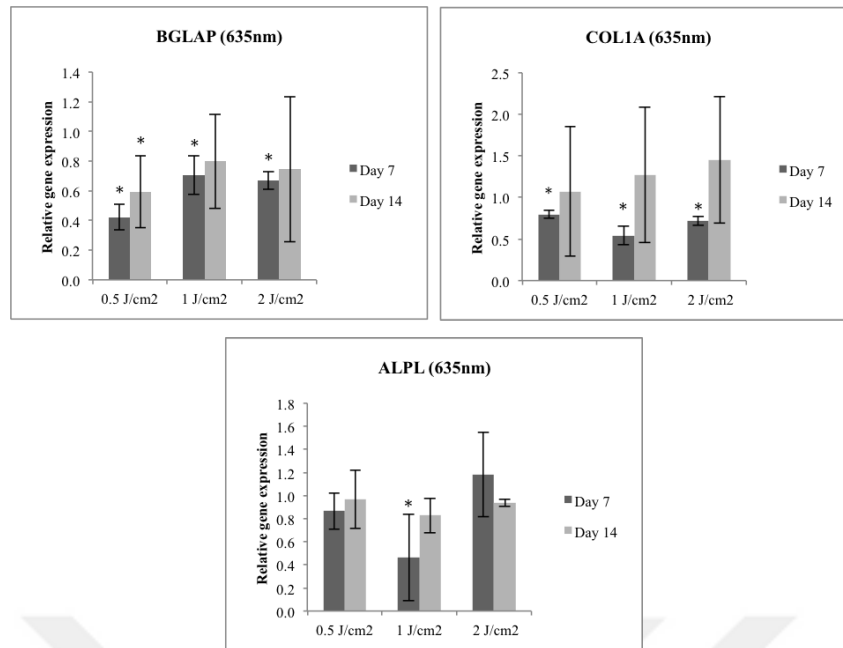 BGLAP (635nm)
Relative gene expression
1.4
1.2
1.0
0.8
0.6
0.4
0.2
0.0
* * * *
0.5 J/cm2 1 J/cm2 2 J/cm2
Day 7
Day 14
COL1A (635nm)
Relative gene expression
2.5
2.0
1.5
1.0
0.5
0.0
* * *
0.5 J/cm2 1 J/cm2 2 J/cm2
Day 7
Day 14
ALPL (635nm)
Relative gene expression
1.8
1.6
1.4
1.2
1.0
0.8
0.6
0.4
0.2
0.0
*
0.5 J/cm2 1 J/cm2 2 J/cm2
Day 7
Day 14